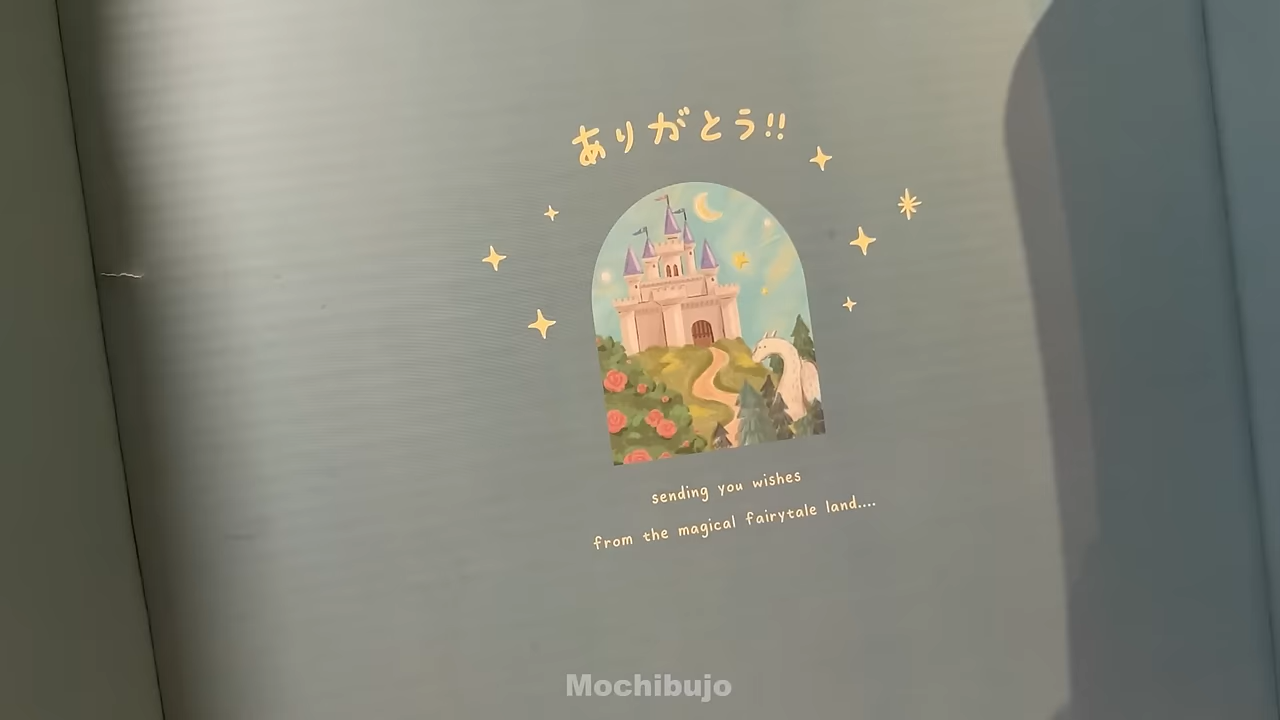 ありがとう!!
sending you wishes
from the magical fairytale land....
Mochibujo